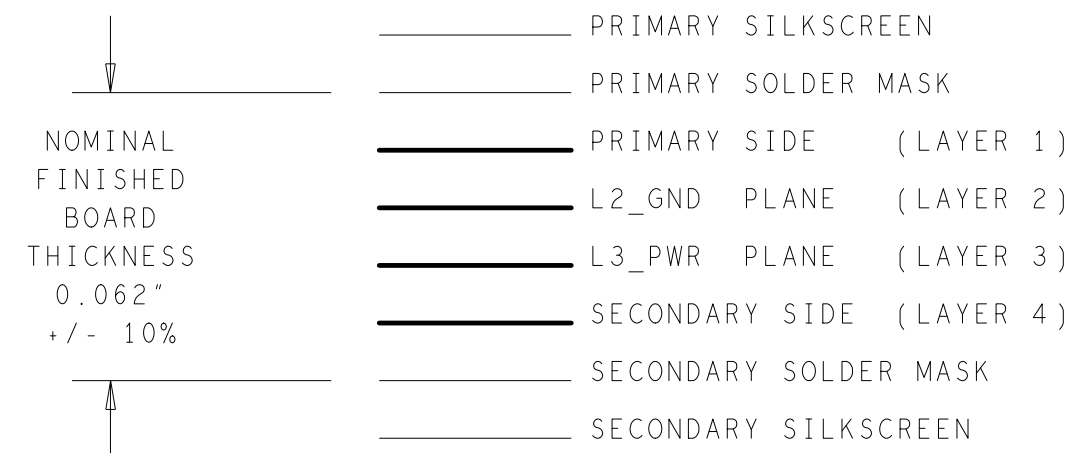 PRIMARY SILKSCREEN
PRIMARY SOLDER MASK
PRIMARY SIDE (LAYER 1)
L2_GND PLANE (LAYER 2)
L3_PWR PLANE (LAYER 3)
SECONDARY SIDE (LAYER 4)
SECONDARY SOLDER MASK
SECONDARY SILKSCREEN
NOMINAL
FINISHED
BOARD
THICKNESS
0.062"
+/- 10%